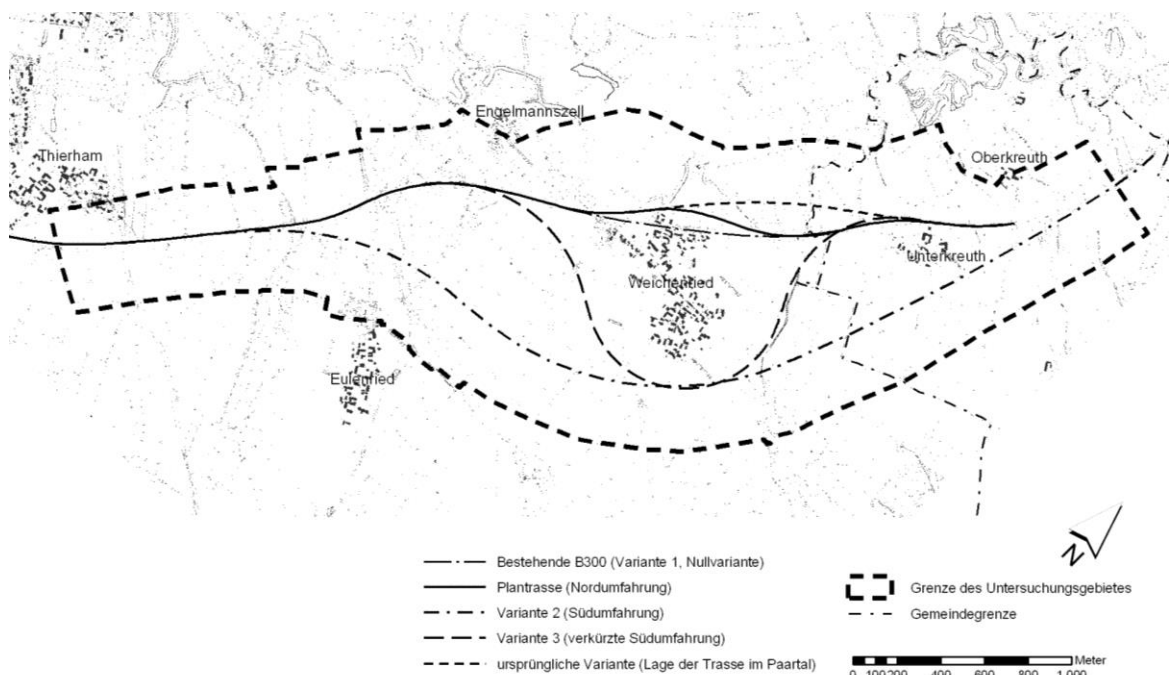 Engelmannszell
Thierham
Oberkreuth
Unterkreuth
Weichenried
Eulenried
N
Bestehende B300 (Variante 1, Nullvariante)
Plantrasse (Nordumfahrung)
Variante 2 (Südumfahrung)
Variante 3 (verkürzte Südumfahrung)
ursprüngliche Variante (Lage der Trasse im Paartal)
Grenze des Untersuchungsgebietes
Gemeindegrenze
Meter
0 100 200 400 600 800 1.000